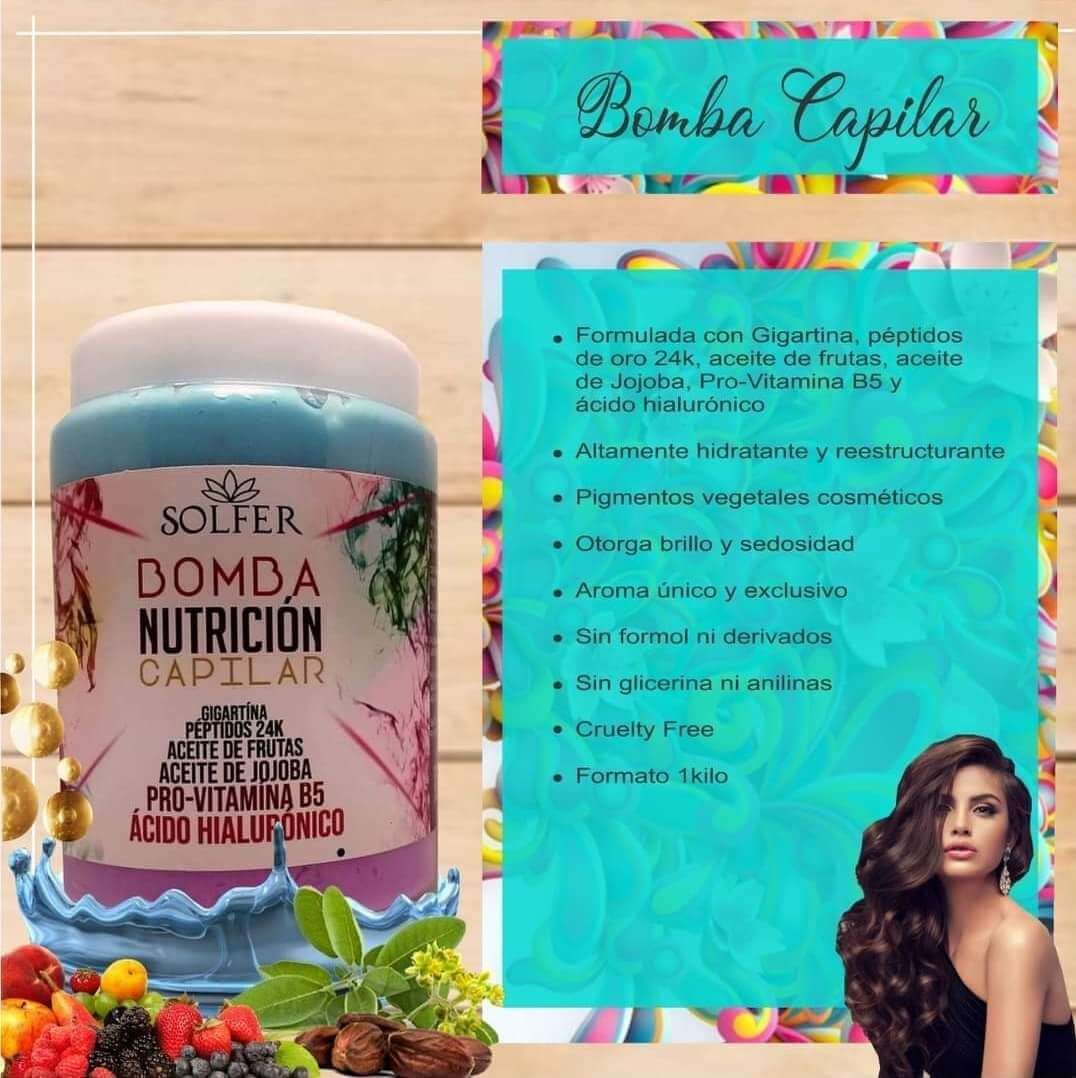 Bomba Capilar
• Formulada con Gigartina, péptidos
de oro 24k, aceite de frutas, aceite
de Jojoba, Pro-Vitamina B5 y
ácido hialurónico
• Altamente hidratante y reestructurante
• Pigmentos vegetales cosméticos
• Otorga brillo y sedosidad
• Aroma único y exclusivo
• Sin formol ni derivados
• Sin glicerina ni anilinas
• Cruelty Free
• Formato 1kilo
SOLFER
BOMBA
NUTRICIÓN
CAPILAR
GIGARTÍNA
PÉPTIDOS 24K
ACEITE DE FRUTAS
ACEITE DE JOJOBA
PRO-VITAMINA B5
ÁCIDO HIALURÓNICO